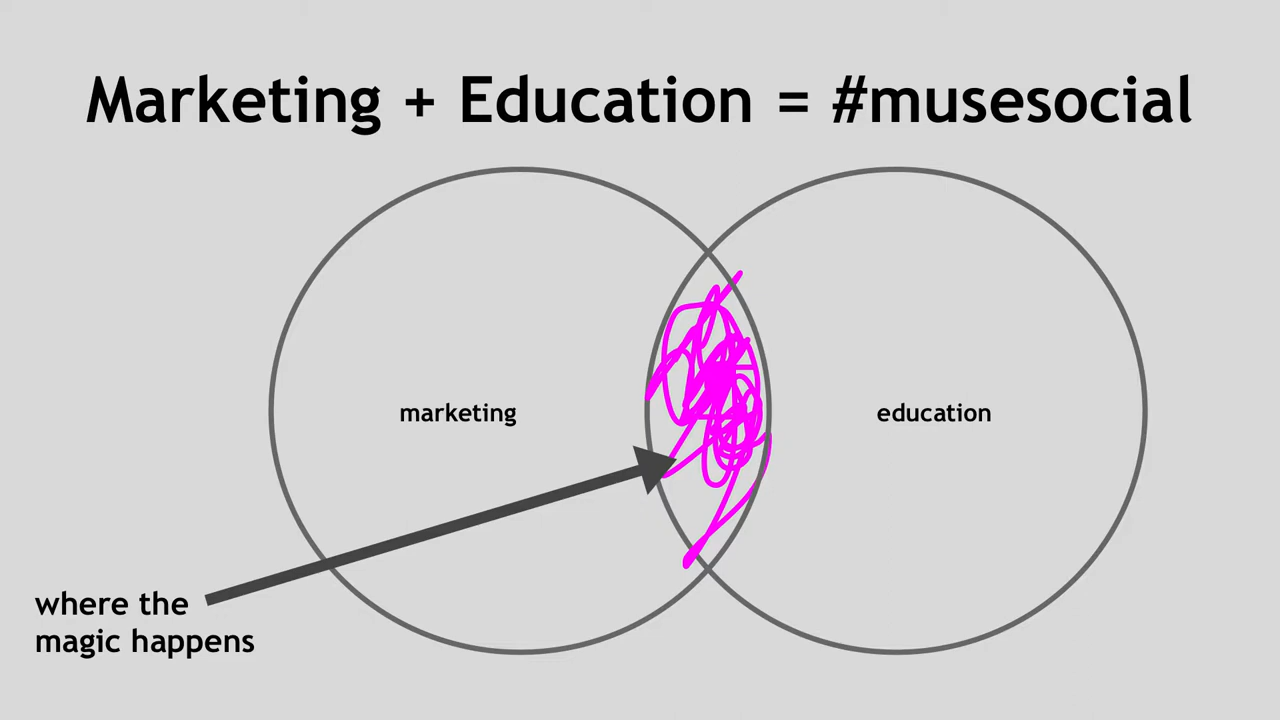 Marketing + Education = #musesocial
marketing
education
where the
magic happens